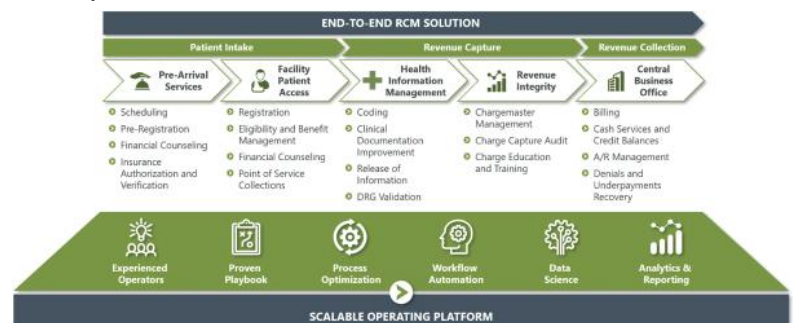 END-TO-END RCM SOLUTION
Patient Intake
Revenue Capture
Revenue Collection
Pre-Arrival
Services
Facility
Patient
Access
Health
Information
Management
Revenue
Integrity
Central
Business
Office
Scheduling
Pre-Registration
Financial Counseling
Insurance
Authorization and
Verification
Registration
Eligibility and Benefit
Management
Financial Counseling
Point of Service
Collections
Coding
Clinical
Documentation
Improvement
Release of
Information
DRG Validation
Chargemaster
Management
Charge Capture Audit
Charge Education
and Training
Billing
Cash Services and
Credit Balances
A/R Management
Denials and
Underpayments
Recovery
Experienced
Operators
Proven
Playbook
Process
Optimization
Workflow
Automation
Data
Science
Analytics &
Reporting
SCALABLE OPERATING PLATFORM